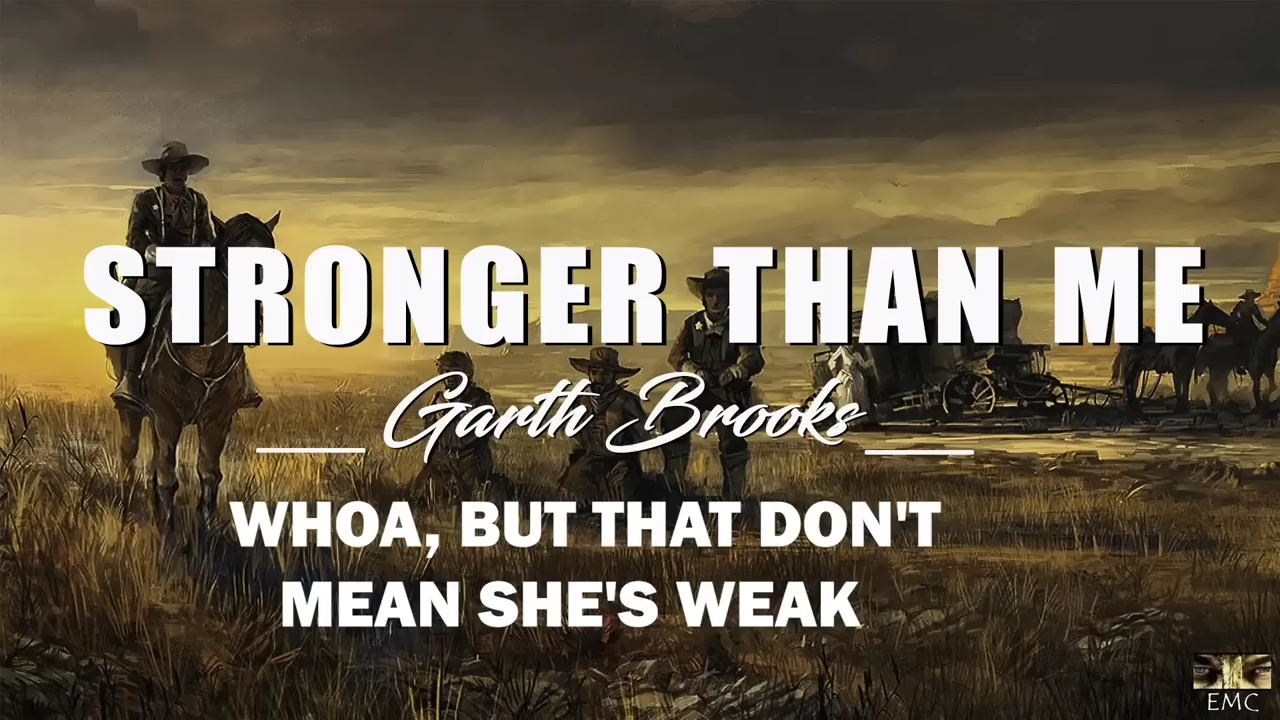 STRONGER THAN ME
Garth Brooks
WHOA, BUT THAT DON'T
MEAN SHE'S WEAK
EMC